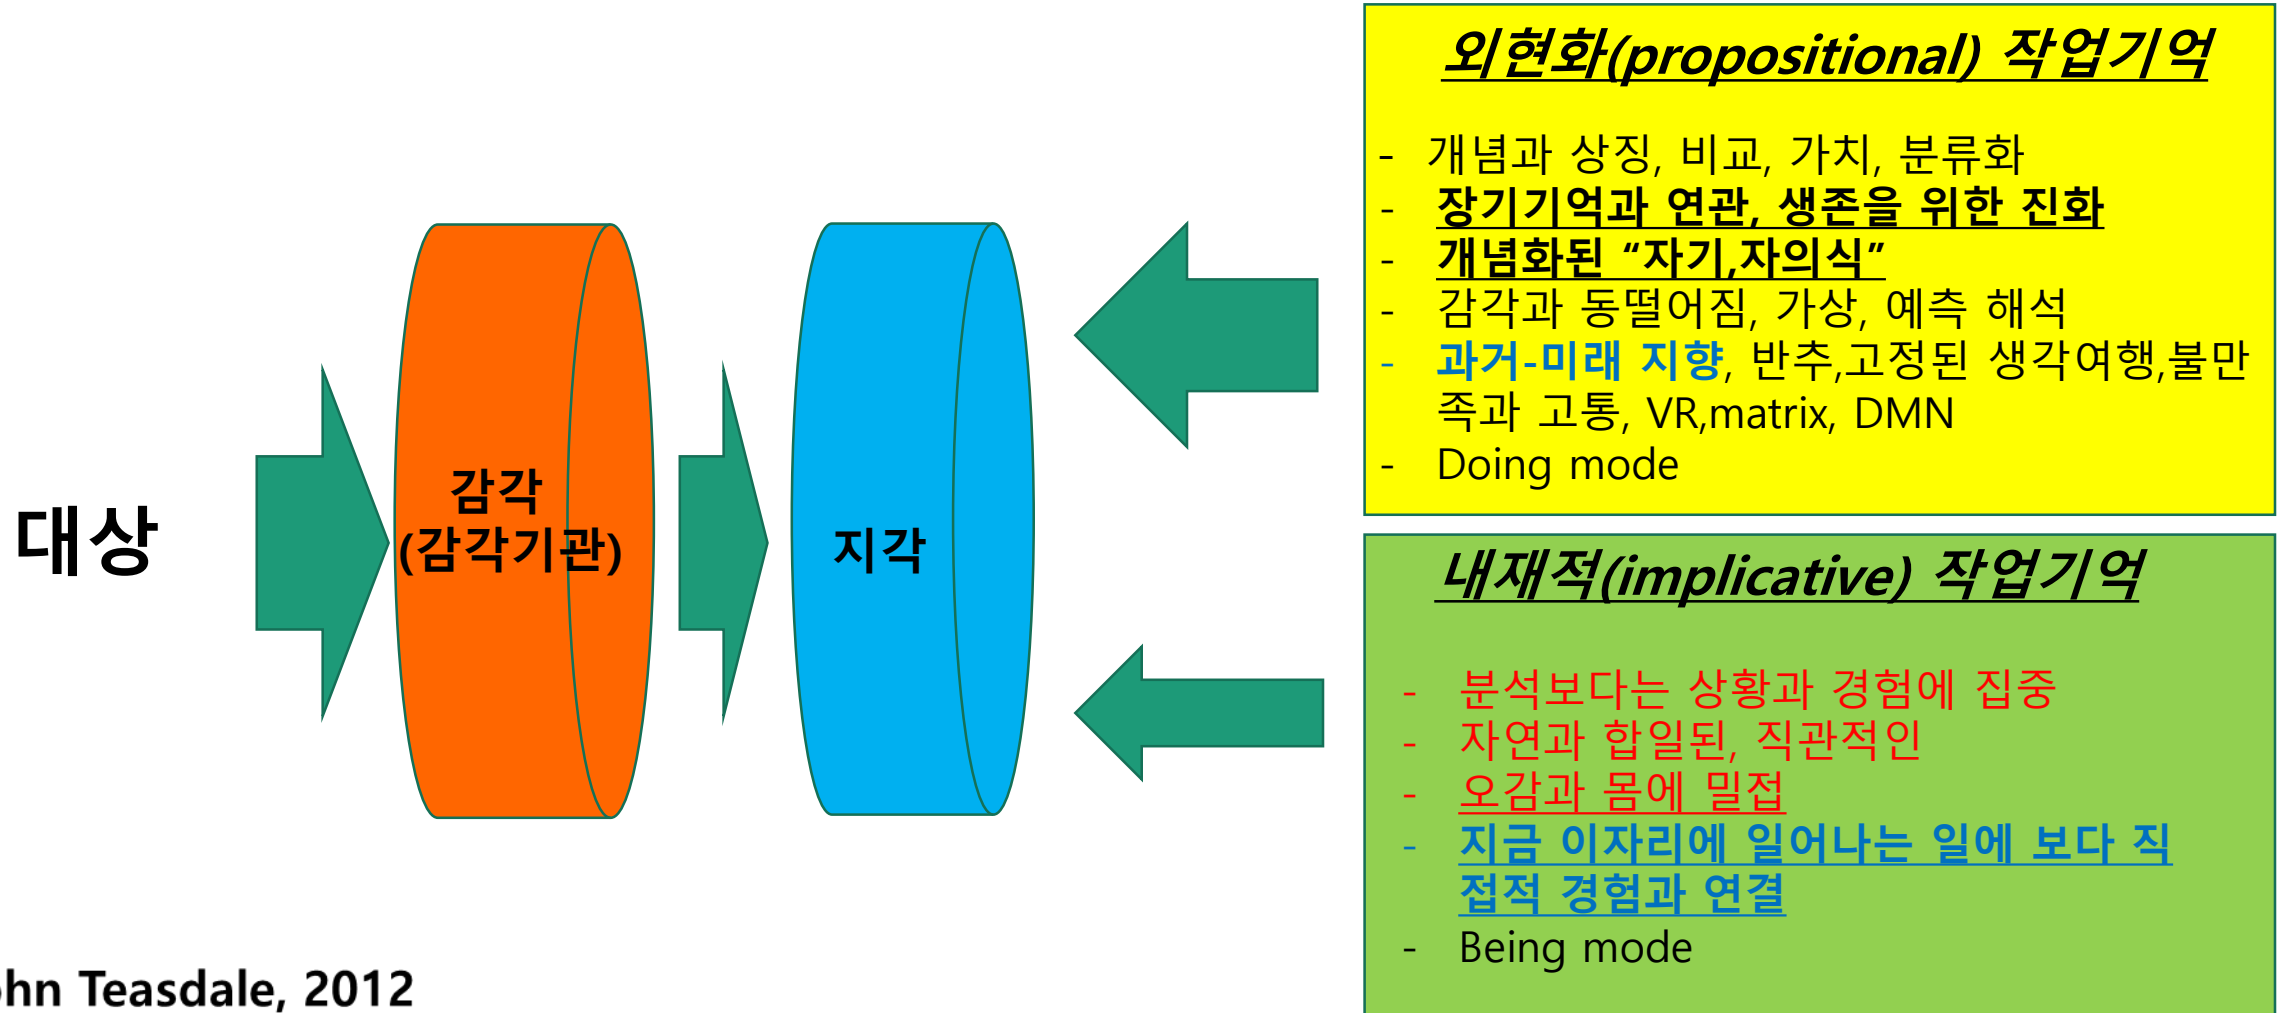 대상
감각
(감각기관)
지각
외현화(propositional) 작업기억
- 개념과 상징, 비교, 가치, 분류화
- 장기기억과 연관, 생존을 위한 진화
- 개념화된 “자기,자의식”
- 감각과 동떨어짐, 가상, 예측 해석
- 과거-미래 지향, 반추,고정된 생각여행,불만
족과 고통, VR,matrix, DMN
- Doing mode
내재적(implicative) 작업기억
- 분석보다는 상황과 경험에 집중
- 자연과 합일된, 직관적인
- 오감과 몸에 밀접
- 지금 이자리에 일어나는 일에 보다 직
접적 경험과 연결
- Being mode
hn Teasdale, 2012